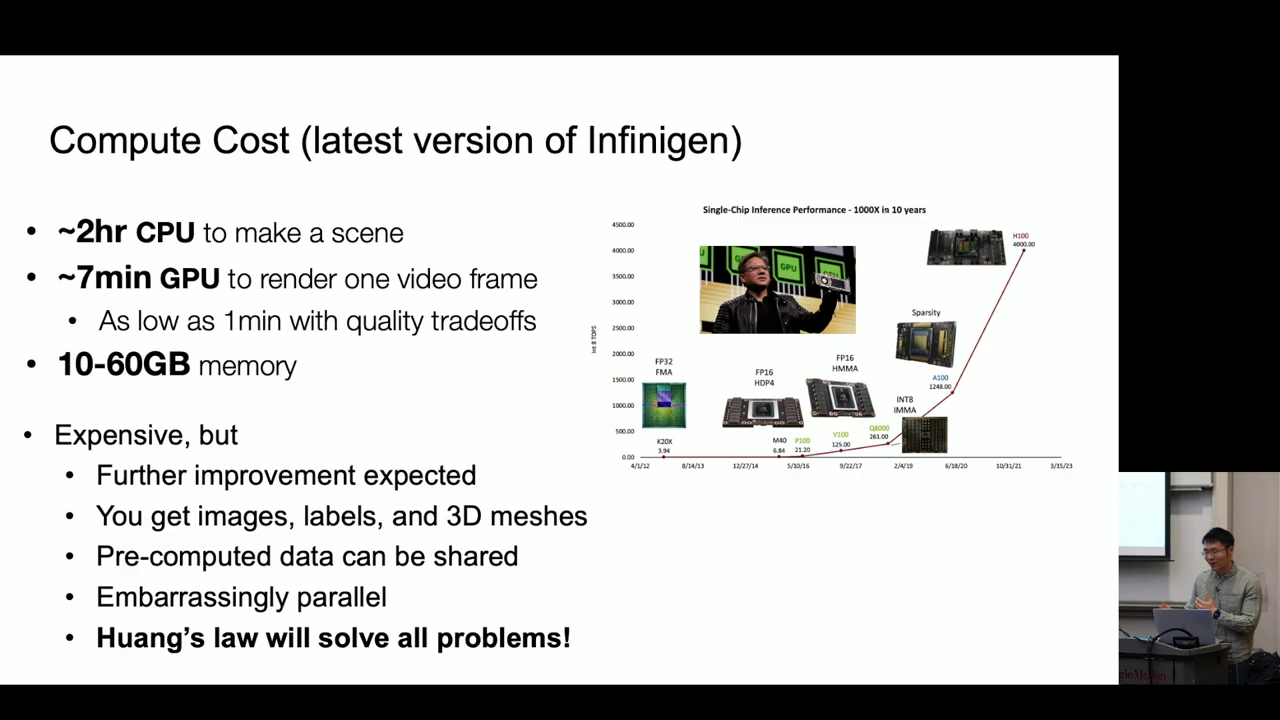 Compute Cost (latest version of Infinigen)
• ~2hr CPU to make a scene
• ~7min GPU to render one video frame
• As low as 1min with quality tradeoffs
• 10-60GB memory
• Expensive, but
• Further improvement expected
• You get images, labels, and 3D meshes
• Pre-computed data can be shared
• Embarrassingly parallel
• Huang’s law will solve all problems!
Single-Chip Inference Performance - 1000X in 10 years
Int 8 TOPS
4500.00
4000.00
3500.00
3000.00
2500.00
2000.00
1500.00
1000.00
500.00
0.00
4/1/12
8/14/13
12/27/14
5/10/16
9/22/17
2/4/19
6/18/20
10/31/21
3/15/23
GPU
GPU
FP32
FMA
K20X
3.94
FP16
HDP4
M40
6.84
P100
21.20
FP16
HMMA
V100
125.00
Q8000
261.00
INT8
IMMA
Sparsity
A100
1248.00
H100
4000.00